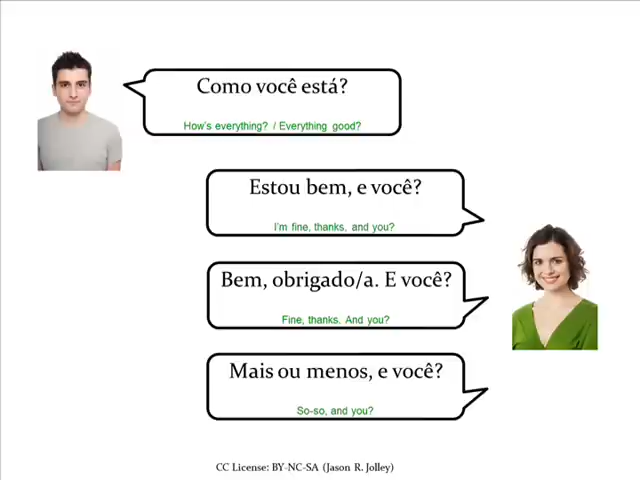 Como você está?
How's everything? / Everything good?
Estou bem, e você?
I'm fine, thanks, and you?
Bem, obrigado/a. E você?
Fine, thanks. And you?
Mais ou menos, e você?
So-so, and you?
CC License: BY-NC-SA (Jason R. Jolley)